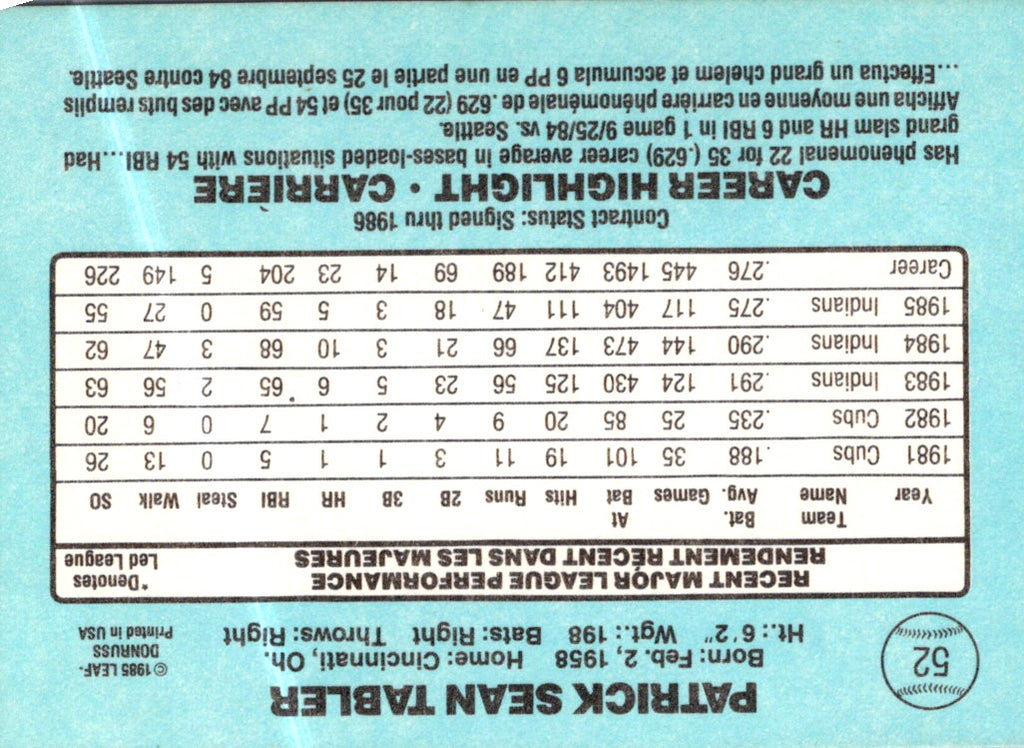 PATRICK SEAN TABLER
52
Born: Feb. 2, 1958 Home: Cincinnati, Oh.
Ht.: 6'2" Wgt.: 198 Bats: Right Throws: Right
© 1985 LEAF-
DONRUSS
Printed in USA
RECENT MAJOR LEAGUE PERFORMANCE
RENDEMENT RÉCENT DANS LES MAJEURES
*Denotes
Led League
Year Team Name Bat. Avg. Games At Bat Hits Runs 2B 3B HR RBI Steal Walk SO
1981 Cubs .188 35 101 19 11 3 1 1 5 0 13 26
1982 Cubs .235 25 85 20 9 4 2 1 7 0 6 20
1983 Indians .291 124 430 125 56 23 5 6 65 2 56 63
1984 Indians .290 144 473 137 66 21 3 10 68 3 47 62
1985 Indians .275 117 404 111 47 18 3 5 59 0 27 55
Career .276 445 1493 412 189 69 14 23 204 5 149 226
Contract Status: Signed thru 1986
CAREER HIGHLIGHT • CARRIÈRE
Has phenomenal 22 for 35 (.629) career average in bases-loaded situations with 54 RBI...Had
grand slam HR and 6 RBI in 1 game 9/25/84 vs. Seattle.
Afficha une moyenne en carrière phénoménale de .629 (22 pour 35) et 54 PP avec des buts remplis
...Effectua un grand chelem et accumula 6 PP en une partie le 25 septembre 84 contre Seattle.